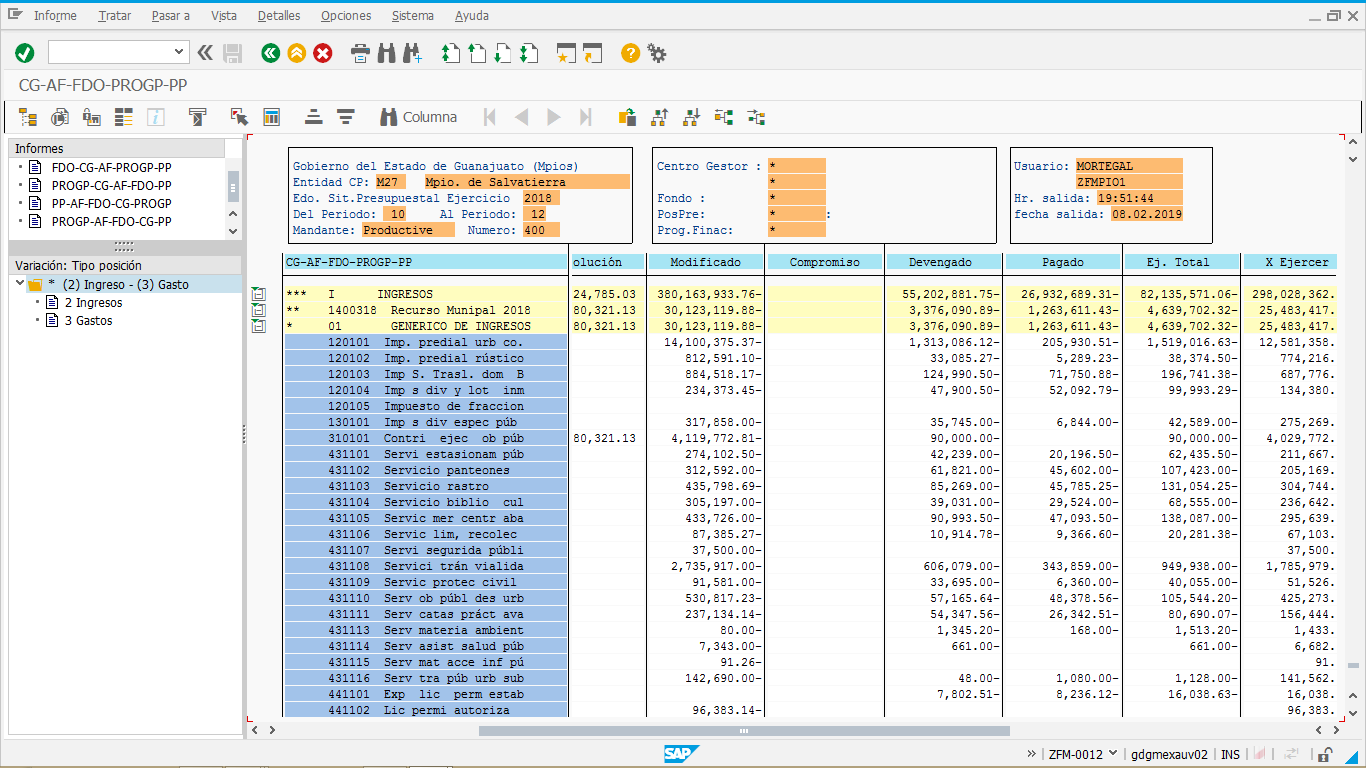 Informe Tratar Pasar a Vista Detalles Opciones Sistema Ayuda
CG-AF-FDO-PROGP-PP
Columna
Informes
FDO-CG-AF-PROGP-PP
PROGP-CG-AF-FDO-PP
PP-AF-FDO-CG-PROGP
PROGP-AF-FDO-CG-PP
Variación: Tipo posición
* (2) Ingreso - (3) Gasto
2 Ingresos
3 Gastos
Gobierno del Estado de Guanajuato (Mpios)
Entidad CP: M27 Mpio. de Salvatierra
Edo. Sit.Presupuestal Ejercicio 2018
Del Periodo: 10 Al Periodo: 12
Mandante: Productive Numero: 400
Centro Gestor : *
*
Fondo : *
PosPre: * :
Prog.Finac: *
Usuario: MORTEGAL
ZFMPIO1
Hr. salida: 19:51:44
fecha salida: 08.02.2019
CG-AF-FDO-PROGP-PP olución Modificado Compromiso Devengado Pagado Ej. Total X Ejercer
*** I INGRESOS 24,785.03 380,163,933.76- 55,202,881.75- 26,932,689.31- 82,135,571.06- 298,028,362.
** 1400318 Recurso Munipal 2018 80,321.13 30,123,119.88- 3,376,090.89- 1,263,611.43- 4,639,702.32- 25,483,417.
* 01 GENERICO DE INGRESOS 80,321.13 30,123,119.88- 3,376,090.89- 1,263,611.43- 4,639,702.32- 25,483,417.
120101 Imp. predial urb co. 14,100,375.37- 1,313,086.12- 205,930.51- 1,519,016.63- 12,581,358.
120102 Imp. predial rústico 812,591.10- 33,085.27- 5,289.23- 38,374.50- 774,216.
120103 Imp S. Trasl. dom B 884,518.17- 124,990.50- 71,750.88- 196,741.38- 687,776.
120104 Imp s div y lot inm 234,373.45- 47,900.50- 52,092.79- 99,993.29- 134,380.
120105 Impuesto de fraccion
130101 Imp s div espec púb 317,858.00- 35,745.00- 6,844.00- 42,589.00- 275,269.
310101 Contri ejec ob púb 80,321.13 4,119,772.81- 90,000.00- 90,000.00- 4,029,772.
431101 Servi estasionam púb 274,102.50- 42,239.00- 20,196.50- 62,435.50- 211,667.
431102 Servicio panteones 312,592.00- 61,821.00- 45,602.00- 107,423.00- 205,169.
431103 Servicio rastro 435,798.69- 85,269.00- 45,785.25- 131,054.25- 304,744.
431104 Servicio biblio cul 305,197.00- 39,031.00- 29,524.00- 68,555.00- 236,642.
431105 Servic mer centr aba 433,726.00- 90,993.50- 47,093.50- 138,087.00- 295,639.
431106 Servic lim, recolec 87,385.27- 10,914.78- 9,366.60- 20,281.38- 67,103.
431107 Servi segurida públi 37,500.00- 37,500.
431108 Servici trán vialida 2,735,917.00- 606,079.00- 343,859.00- 949,938.00- 1,785,979.
431109 Servic protec civil 91,581.00- 33,695.00- 6,360.00- 40,055.00- 51,526.
431110 Serv ob públ des urb 530,817.23- 57,165.64- 48,378.56- 105,544.20- 425,273.
431111 Serv catas práct ava 237,134.14- 54,347.56- 26,342.51- 80,690.07- 156,444.
431113 Serv materia ambient 80.00- 1,345.20- 168.00- 1,513.20- 1,433.
431114 Serv asist salud púb 7,343.00- 661.00- 661.00- 6,682.
431115 Serv mat acce inf pú 91.26- 91.
431116 Serv tra púb urb sub 142,690.00- 48.00- 1,080.00- 1,128.00- 141,562.
441101 Exp lic perm estab 7,802.51- 8,236.12- 16,038.63- 16,038.
441102 Lic permi autoriza 96,383.14- 96,383.
SAP
ZFM-0012 gdgmexauv02 INS